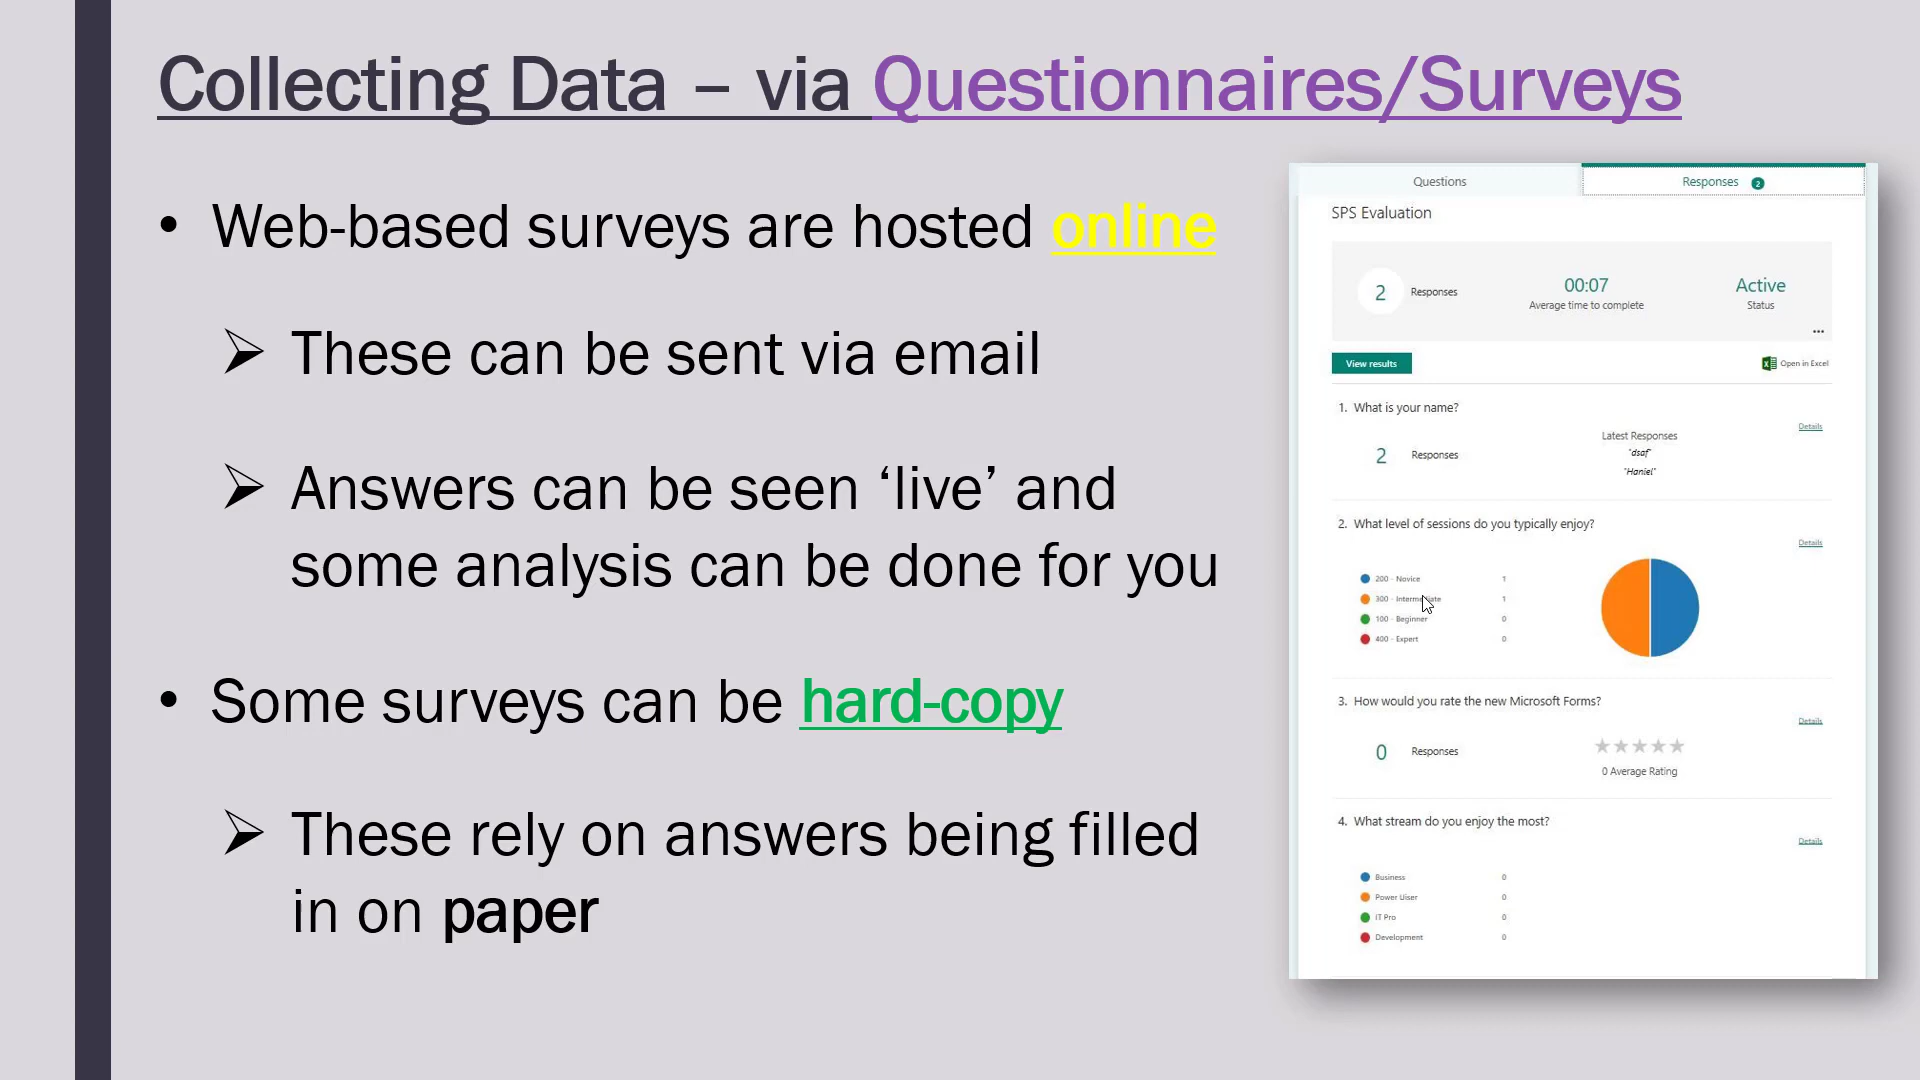 Collecting Data – via Questionnaires/Surveys
• Web-based surveys are hosted online
➢ These can be sent via email
➢ Answers can be seen ‘live’ and
some analysis can be done for you
• Some surveys can be hard-copy
➢ These rely on answers being filled
in on paper
Questions
Responses 2
SPS Evaluation
2 Responses
00:07
Average time to complete
Active
Status
...
View results
Open in Excel
1. What is your name?
Details
2 Responses
Latest Responses
"dsaf"
"Haniel"
2. What level of sessions do you typically enjoy?
Details
200 - Novice 1
300 - Intermediate 1
100 - Beginner 0
400 - Expert 0
3. How would you rate the new Microsoft Forms?
Details
0 Responses
0 Average Rating
4. What stream do you enjoy the most?
Details
Business 0
Power Uiser 0
IT Pro 0
Development 0